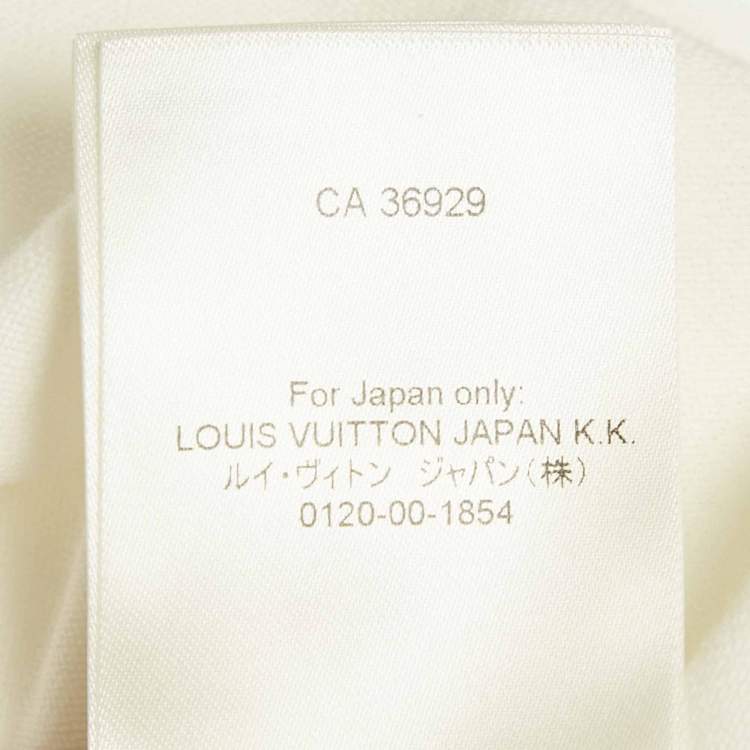 CA 36929
For Japan only:
LOUIS VUITTON JAPAN K.K.
ルイ・ヴィトン　ジャパン(株)
0120-00-1854